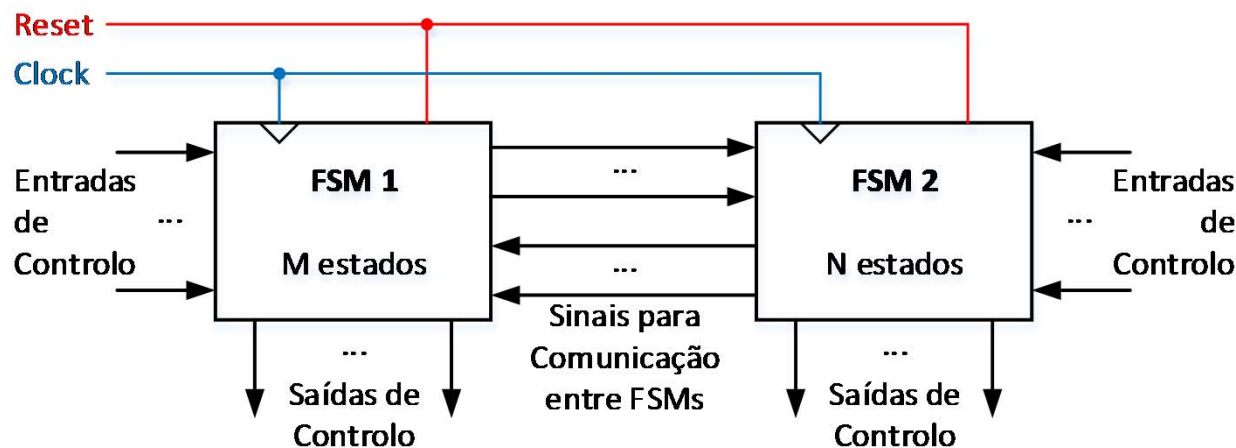 Reset
Clock
Entradas
de
Controlo
...
FSM 1
M estados
...
...
Sinais para
Comunicação
entre FSMs
FSM 2
N estados
Entradas
...
de
Controlo
...
Saídas de
Controlo
...
Saídas de
Controlo